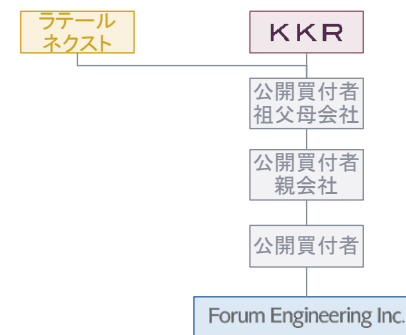 ラテール
ネクスト
KKR
公開買付者
祖父母会社
公開買付者
親会社
公開買付者
Forum Engineering Inc.